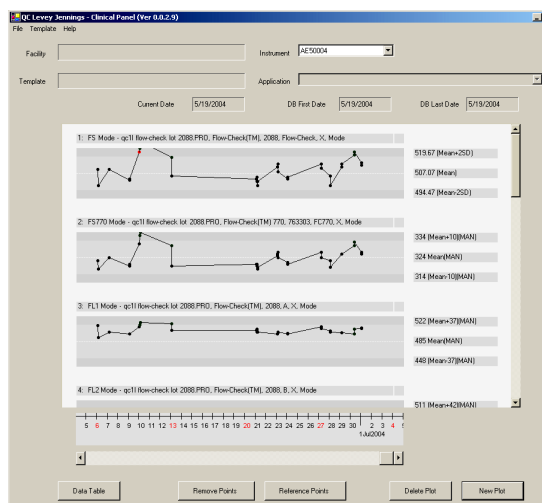 QC Levey Jennings - Clinical Panel (Ver 0.0.2.9)
File Template Help
Facility
Instrument AE50004
Template
Application
Current Date 5/19/2004 DB First Date 5/19/2004 DB Last Date 5/19/2004
1: FS Mode - qc1l flow-check lot 2088.PRO, Flow-Check(TM), 2088, Flow-Check, X, Mode
519.67 (Mean+2SD)
507.07 (Mean)
494.47 (Mean-2SD)
2: FS770 Mode - qc1l flow-check lot 2088.PRO, Flow-Check(TM) 770, 763303, FC770, X, Mode
334 (Mean+10)(MAN)
324 Mean(MAN)
314 (Mean-10)(MAN)
3: FL1 Mode - qc1l flow-check lot 2088.PRO, Flow-Check(TM), 2088, A, X, Mode
522 (Mean+37)(MAN)
485 Mean(MAN)
448 (Mean-37)(MAN)
4: FL2 Mode - qc1l flow-check lot 2088.PRO, Flow-Check(TM), 2088, B, X, Mode
511 (Mean+42)(MAN)
5 6 7 8 9 10 11 12 13 14 15 16 17 18 19 20 21 22 23 24 25 26 27 28 29 30 2 3 4
1Jul2004
Data Table Remove Points Reference Points Delete Plot New Plot